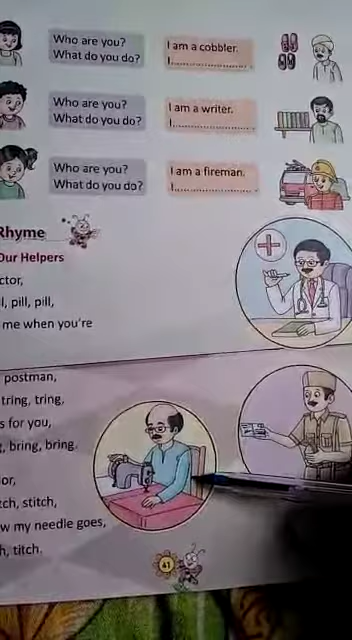 Who are you?
What do you do?
I am a cobbler.
I
Who are you?
What do you do?
I am a writer.
I
Who are you?
What do you do?
I am a fireman.
I
Rhyme
Our Helpers
ctor,
l, pill, pill,
me when you're
postman,
tring, tring,
s for you,
, bring, bring.
lor,
tch, stitch,
w my needle goes,
h, titch.
41